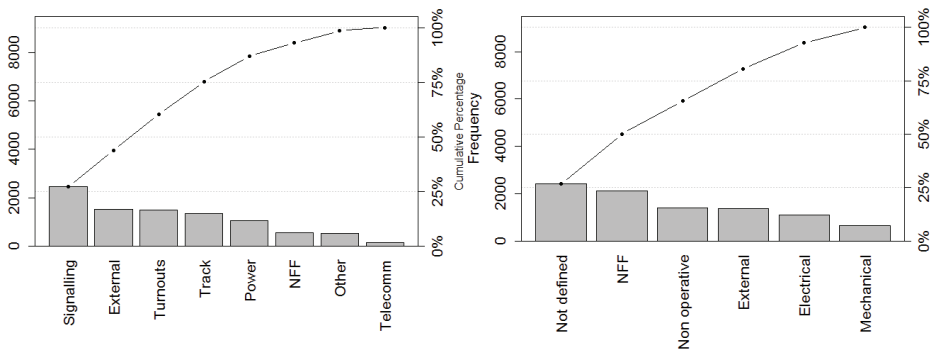 8000
6000
4000
2000
0
100%
75%
50%
25%
0%
Cumulative Percentage
Signalling
External
Turnouts
Track
Power
NFF
Other
Telecomm
Frequency
8000
6000
4000
2000
0
100%
75%
50%
25%
0%
Not defined
NFF
Non operative
External
Electrical
Mechanical